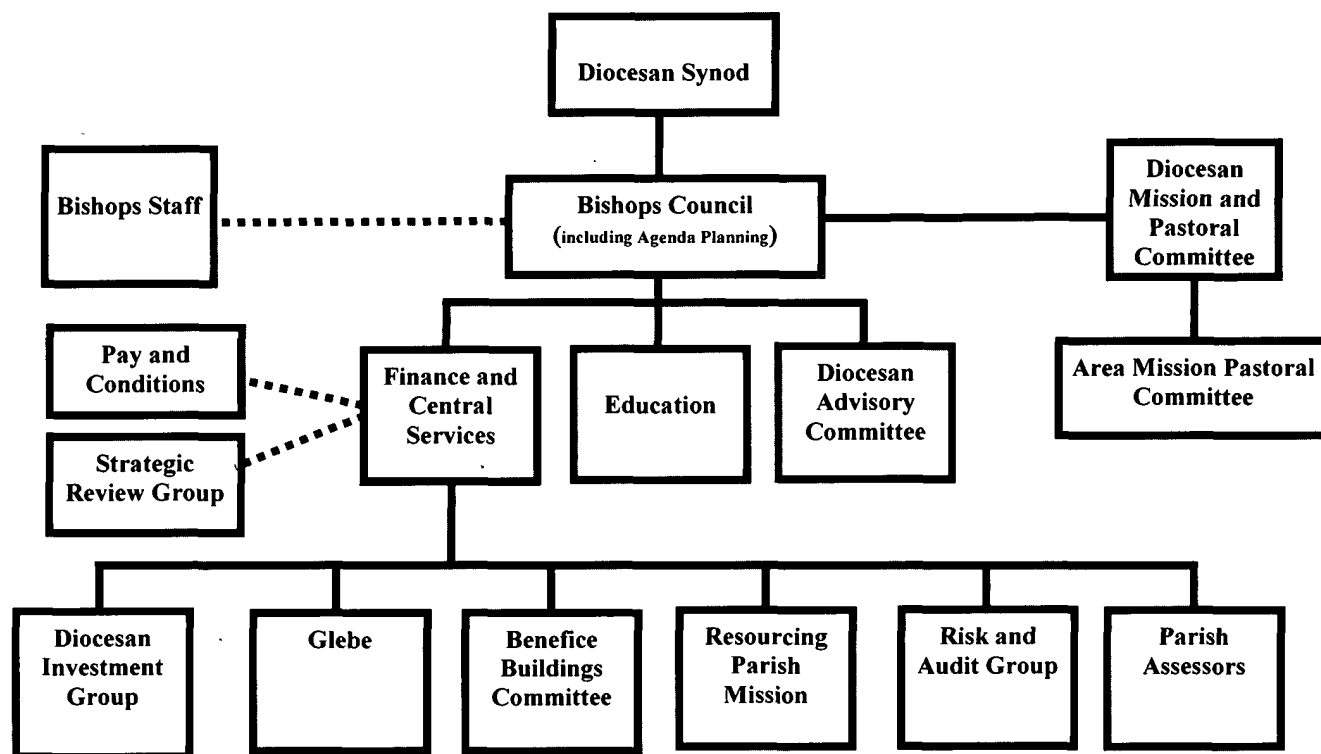 Diocesan Synod
Bishops Staff
Bishops Council
(including Agenda Planning)
Diocesan
Mission and
Pastoral
Committee
Pay and
Conditions
Strategic
Review Group
Finance and
Central
Services
Education
Diocesan
Advisory
Committee
Area Mission Pastoral
Committee
Diocesan
Investment
Group
Glebe
Benefice
Buildings
Committee
Resourcing
Parish
Mission
Risk and
Audit Group
Parish
Assessors